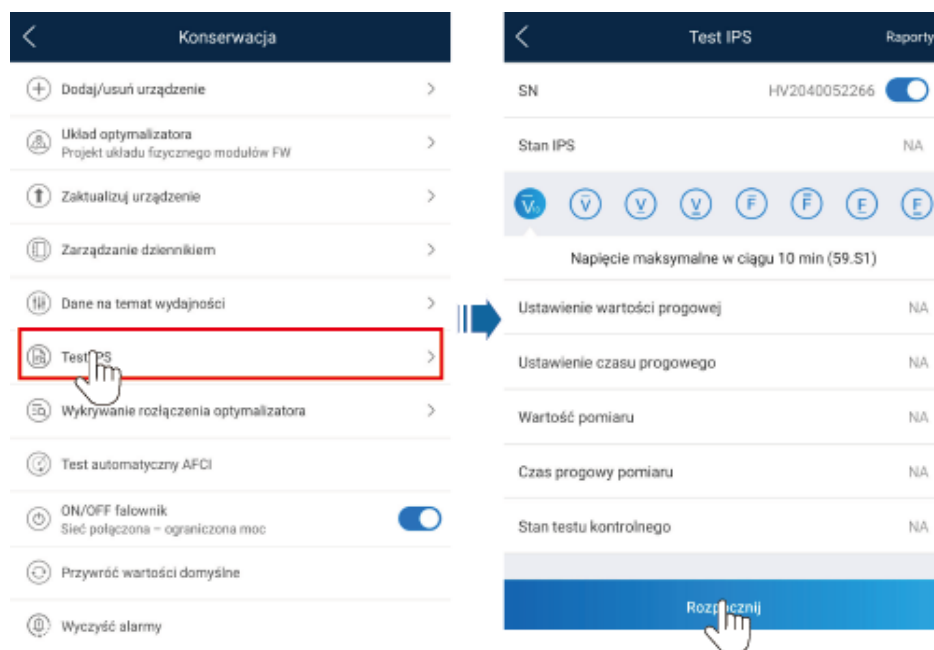 Konserwacja
Dodaj/usuń urządzenie
Układ optymalizatora
Projekt układu fizycznego modułów FW
Zaktualizuj urządzenie
Zarządzanie dziennikiem
Dane na temat wydajności
Test IPS
Wykrywanie rozłączenia optymalizatora
Test automatyczny AFCI
ON/OFF falownik
Sieć połączona – ograniczona moc
Przywróć wartości domyślne
Wyczyść alarmy
Test IPS Raporty
SN HV2040052266
Stan IPS NA
Napięcie maksymalne w ciągu 10 min (59.S1)
Ustawienie wartości progowej NA
Ustawienie czasu progowego NA
Wartość pomiaru NA
Czas progowy pomiaru NA
Stan testu kontrolnego NA
Rozpocznij